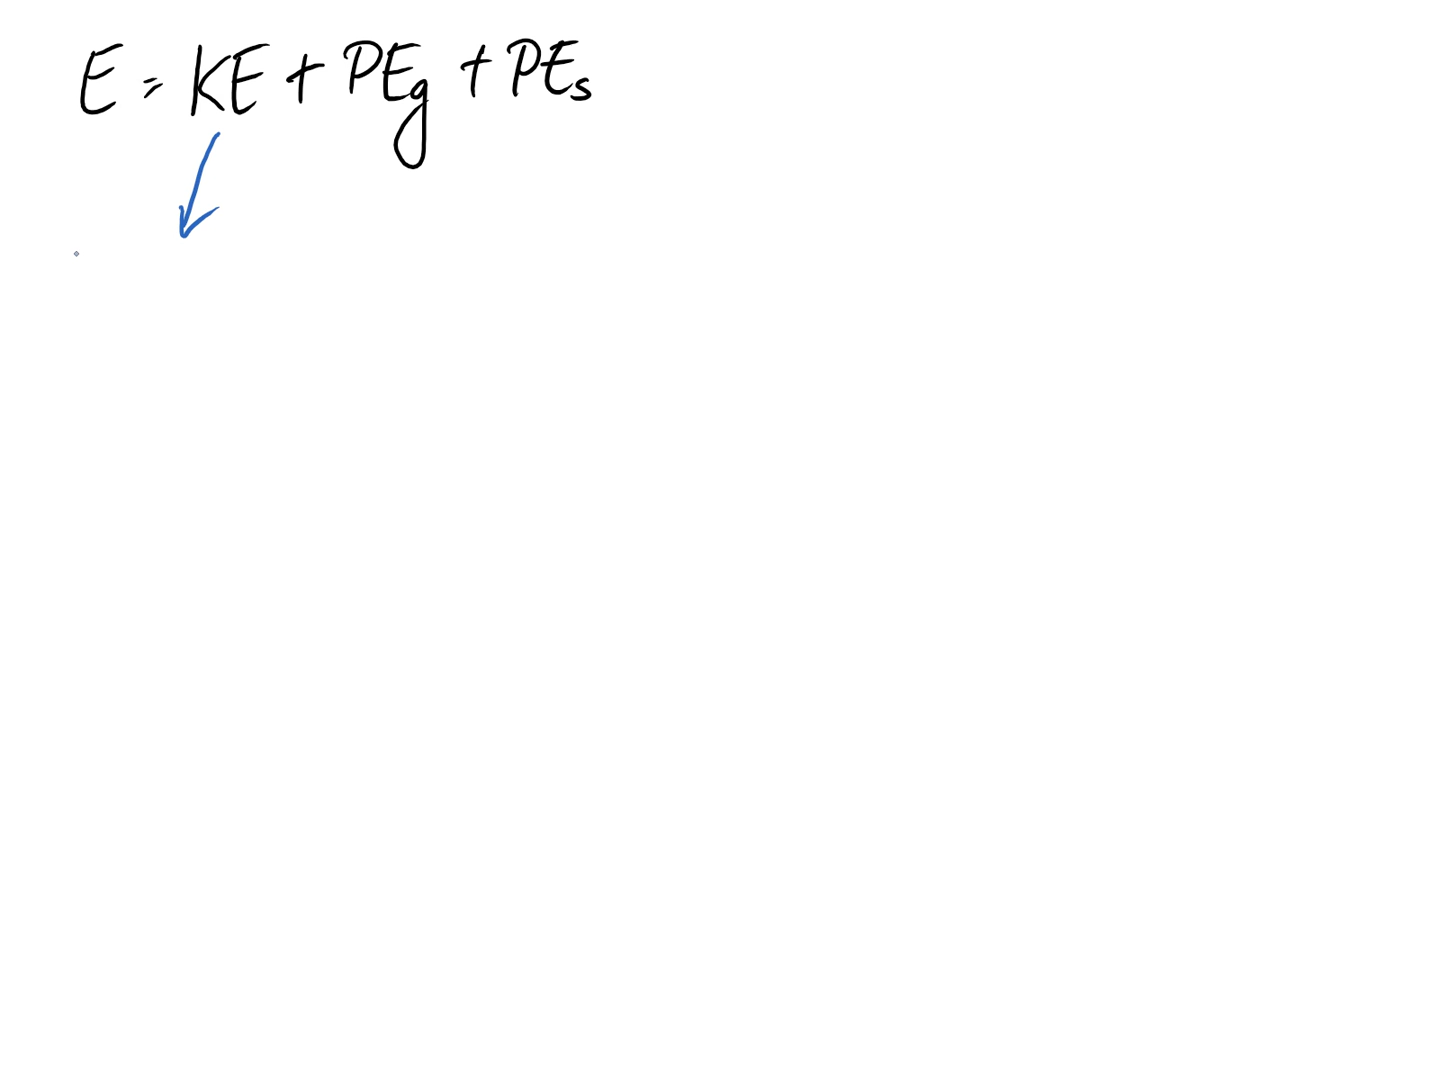 E = KE + PEg + PEs